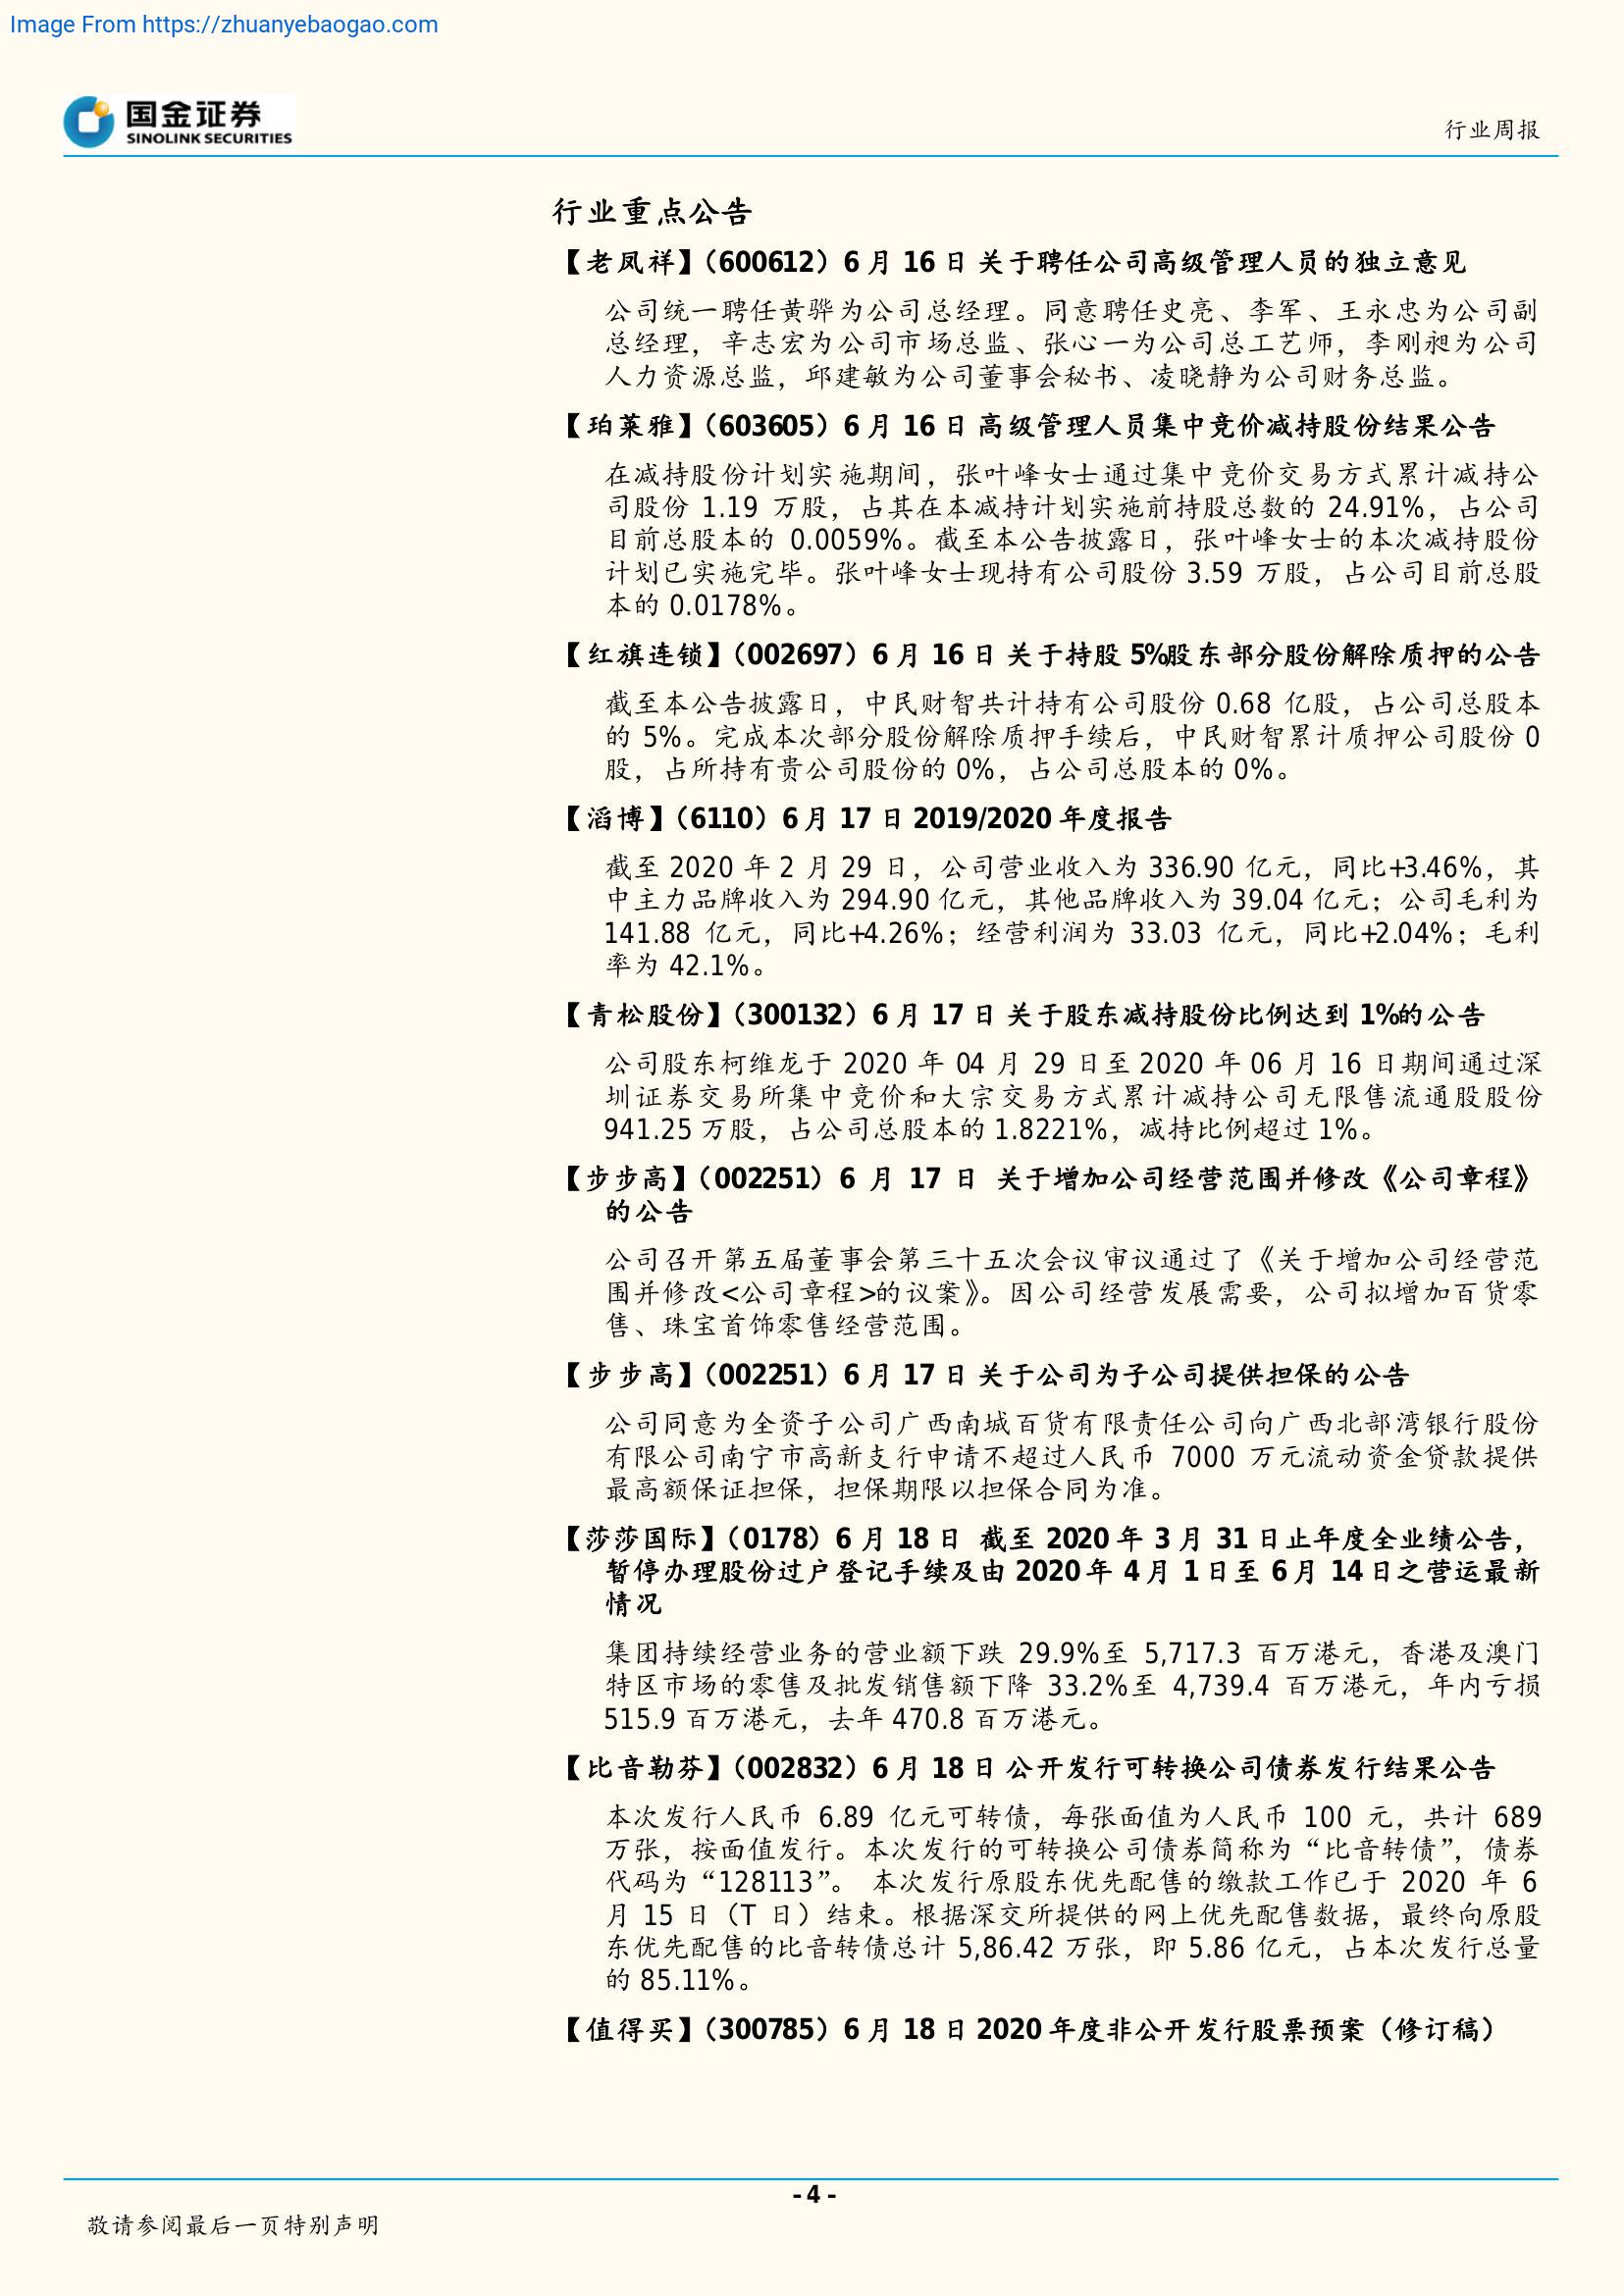 Image From https://zhuanyebaogao.com
国金证券
SINOLINK SECURITIES
行业周报
行业重点公告
【老凤祥】（600612）6 月 16 日 关于聘任公司高级管理人员的独立意见
公司统一聘任黄骅为公司总经理。同意聘任史亮、李军、王永忠为公司副
总经理，辛志宏为公司市场总监、张心一为公司总工艺师，李刚昶为公司
人力资源总监，邱建敏为公司董事会秘书、凌晓静为公司财务总监。
【珀莱雅】（603605）6 月 16 日 高级管理人员集中竞价减持股份结果公告
在减持股份计划实施期间，张叶峰女士通过集中竞价交易方式累计减持公
司股份 1.19 万股，占其在本减持计划实施前持股总数的 24.91%，占公司
目前总股本的 0.0059%。截至本公告披露日，张叶峰女士的本次减持股份
计划已实施完毕。张叶峰女士现持有公司股份 3.59 万股，占公司目前总股
本的 0.0178%。
【红旗连锁】（002697）6 月 16 日 关于持股 5%股东部分股份解除质押的公告
截至本公告披露日，中民财智共计持有公司股份 0.68 亿股，占公司总股本
的 5%。完成本次部分股份解除质押手续后，中民财智累计质押公司股份 0
股，占所持有贵公司股份的 0%，占公司总股本的 0%。
【滔博】（6110）6 月 17 日 2019/2020 年度报告
截至 2020 年 2 月 29 日，公司营业收入为 336.90 亿元，同比+3.46%，其
中主力品牌收入为 294.90 亿元，其他品牌收入为 39.04 亿元；公司毛利为
141.88 亿元，同比+4.26%；经营利润为 33.03 亿元，同比+2.04%；毛利
率为 42.1%。
【青松股份】（300132）6 月 17 日 关于股东减持股份比例达到 1%的公告
公司股东柯维龙于 2020 年 04 月 29 日至 2020 年 06 月 16 日期间通过深
圳证券交易所集中竞价和大宗交易方式累计减持公司无限售流通股股份
941.25 万股，占公司总股本的 1.8221%，减持比例超过 1%。
【步步高】（002251）6 月 17 日 关于增加公司经营范围并修改《公司章程》
的公告
公司召开第五届董事会第三十五次会议审议通过了《关于增加公司经营范
围并修改<公司章程>的议案》。因公司经营发展需要，公司拟增加百货零
售、珠宝首饰零售经营范围。
【步步高】（002251）6 月 17 日 关于公司为子公司提供担保的公告
公司同意为全资子公司广西南城百货有限责任公司向广西北部湾银行股份
有限公司南宁市高新支行申请不超过人民币 7000 万元流动资金贷款提供
最高额保证担保，担保期限以担保合同为准。
【莎莎国际】（0178）6 月 18 日 截至 2020 年 3 月 31 日止年度全业绩公告，
暂停办理股份过户登记手续及由 2020 年 4 月 1 日至 6 月 14 日之营运最新
情况
集团持续经营业务的营业额下跌 29.9%至 5,717.3 百万港元，香港及澳门
特区市场的零售及批发销售额下降 33.2%至 4,739.4 百万港元，年内亏损
515.9 百万港元，去年 470.8 百万港元。
【比音勒芬】（002832）6 月 18 日 公开发行可转换公司债券发行结果公告
本次发行人民币 6.89 亿元可转债，每张面值为人民币 100 元，共计 689
万张，按面值发行。本次发行的可转换公司债券简称为“比音转债”，债券
代码为“128113”。 本次发行原股东优先配售的缴款工作已于 2020 年 6
月 15 日（T 日）结束。根据深交所提供的网上优先配售数据，最终向原股
东优先配售的比音转债总计 5,86.42 万张，即 5.86 亿元，占本次发行总量
的 85.11%。
【值得买】（300785）6 月 18 日 2020 年度非公开发行股票预案（修订稿）
- 4 -
敬请参阅最后一页特别声明